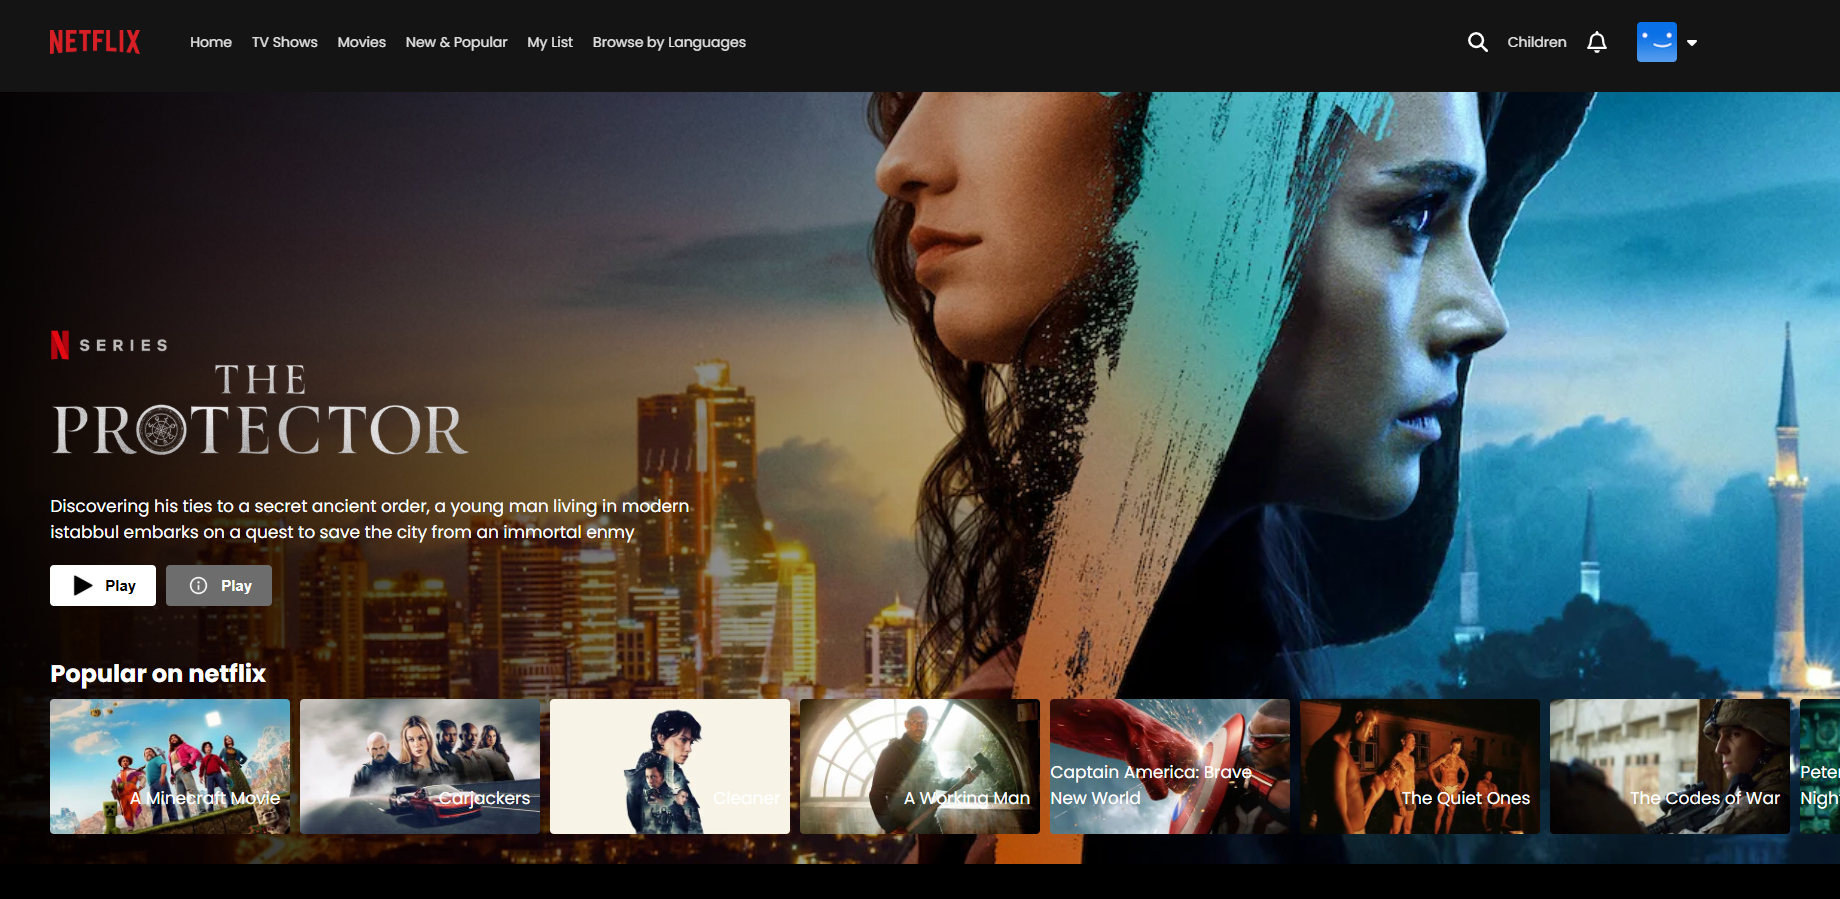 NETFLIX
Home
TV Shows
Movies
New & Popular
My List
Browse by Languages
Children
N SERIES
THE
PROTECTOR
Discovering his ties to a secret ancient order, a young man living in modern
istabbul embarks on a quest to save the city from an immortal enmy
Play
Play
Popular on netflix
A Minecraft Movie
Carjackers
Cleaner
A Working Man
Captain America: Brave
New World
The Quiet Ones
The Codes of War
Peter
Nigh